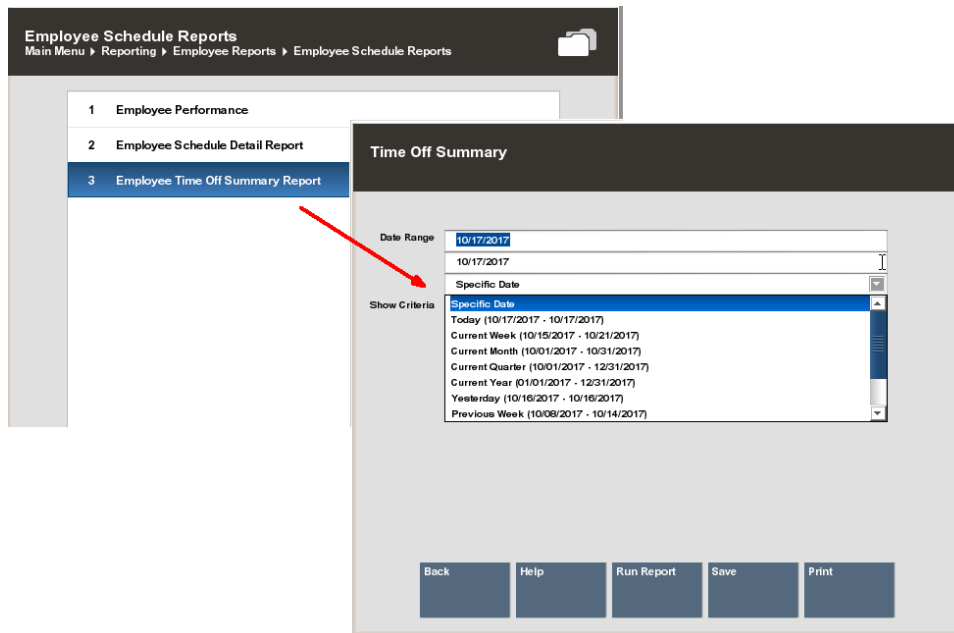 Employee Schedule Reports
Main Menu ▸ Reporting ▸ Employee Reports ▸ Employee Schedule Reports
1 Employee Performance
2 Employee Schedule Detail Report
3 Employee Time Off Summary Report
Time Off Summary
Date Range 10/17/2017
10/17/2017
Specific Date
Show Criteria Specific Date
Today (10/17/2017 - 10/17/2017)
Current Week (10/15/2017 - 10/21/2017)
Current Month (10/01/2017 - 10/31/2017)
Current Quarter (10/01/2017 - 12/31/2017)
Current Year (01/01/2017 - 12/31/2017)
Yesterday (10/16/2017 - 10/16/2017)
Previous Week (10/08/2017 - 10/14/2017)
Back Help Run Report Save Print